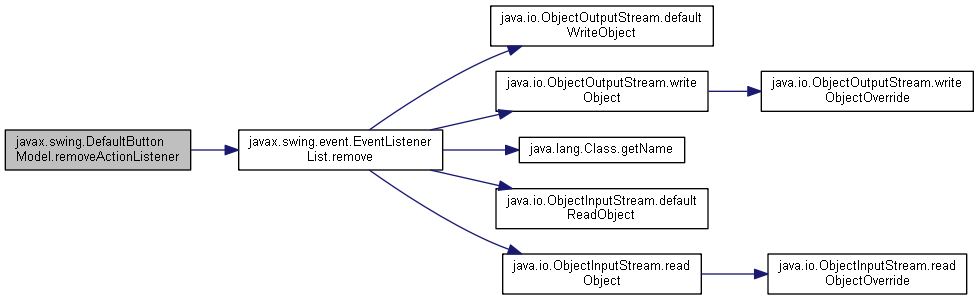 javax.swing.DefaultButton
Model.removeActionListener
javax.swing.event.EventListener
List.remove
java.io.ObjectOutputStream.default
WriteObject
java.io.ObjectOutputStream.write
Object
java.io.ObjectOutputStream.write
ObjectOverride
java.lang.Class.getName
java.io.ObjectInputStream.default
ReadObject
java.io.ObjectInputStream.read
Object
java.io.ObjectInputStream.read
ObjectOverride